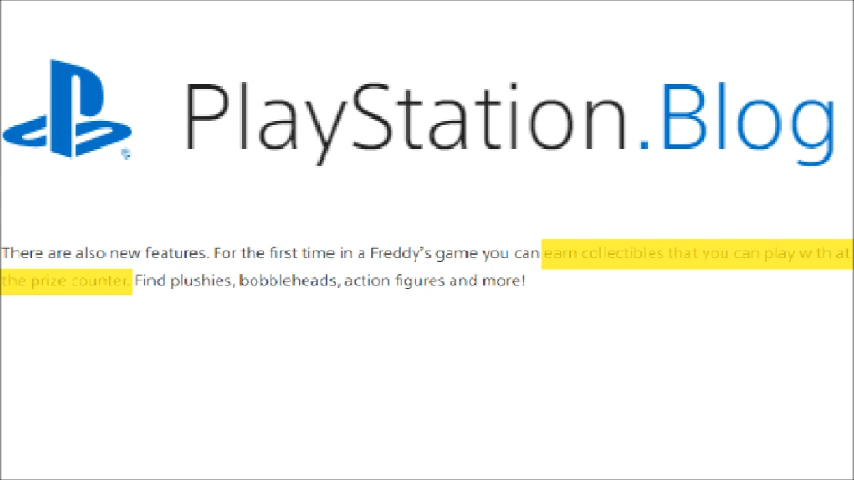 PlayStation.Blog
There are also new features. For the first time in a Freddy's game you can earn collectibles that you can play with at
the prize counter. Find plushies, bobbleheads, action figures and more!